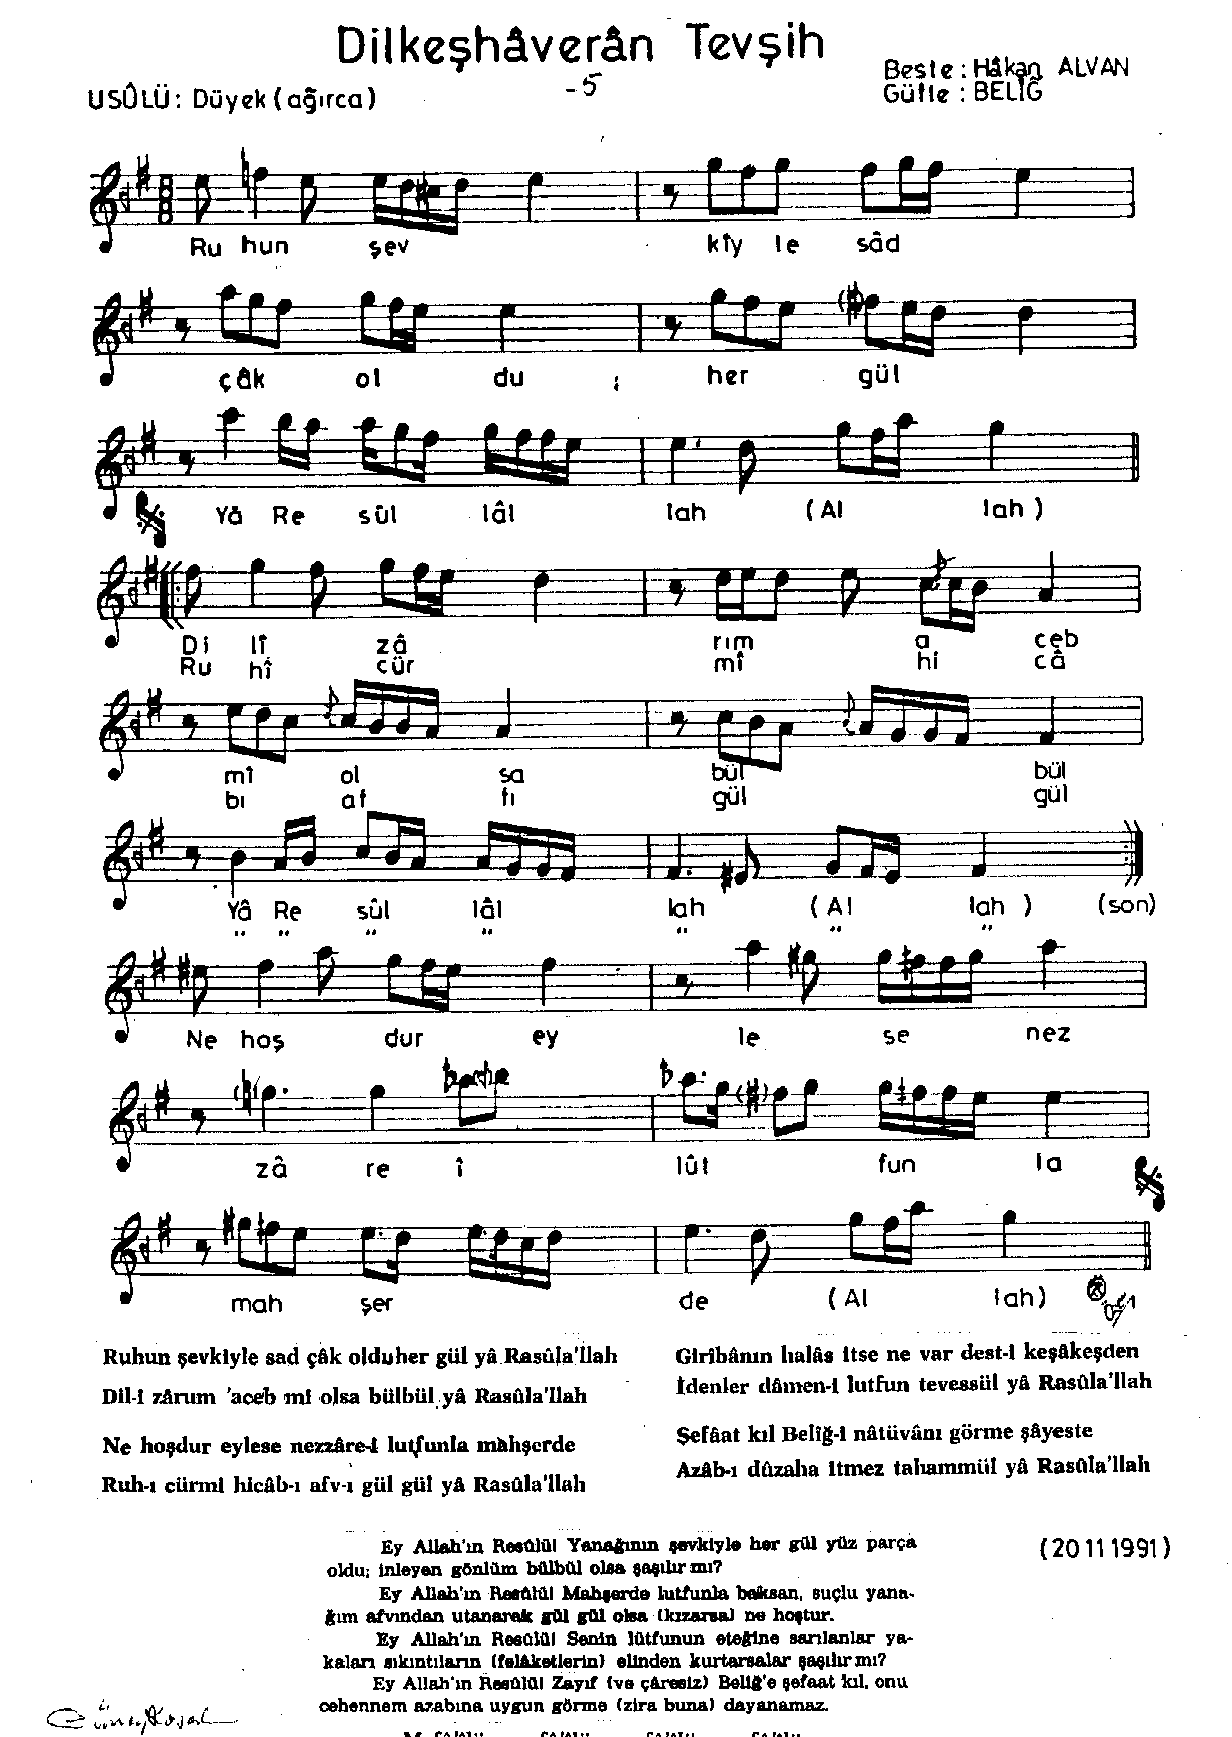 Dilkeşhâverân Tevşih
-5
Beste : Hâkan ALVAN
USÛLÜ : Düyek (ağırca)
Güfte : BELİĞ
Ru hun şev kîy le sâd
çâk ol du ; her gül
Yâ Re sûl lâl lah ( Al lah )
Di lî zâ rım a ceb
Ru hî cür mî hi câ
mî ol sa bül bül
bı af fı gül gül
Yâ Re sûl lâl lah ( Al lah ) (son)
" " " " " " "
Ne hoş dur ey le se nez
zâ re î lût fun la
mah şer de ( Al lah)
Ruhun şevkiyle sad çâk olduher gül yâ Rasûla'llah
Dil-i zârum 'aceb mi olsa bülbül yâ Rasûla'llah
Ne hoşdur eylese nezzâre-i lutfunla mahşerde
Ruh-ı cürmi hicâb-ı afv-ı gül gül yâ Rasûla'llah
Girîbânın halâs itse ne var dest-i keşâkeşden
İdenler dâmen-i lutfun tevessül yâ Rasûla'llah
Şefâat kıl Beliğ-i nâtüvânı görme şâyeste
Azâb-ı dûzaha itmez tahammül yâ Rasûla'llah
Ey Allah'ın Resûlü! Yanağının şevkiyle her gül yüz parça
oldu; inleyen gönlüm bülbül olsa şaşılır mı?
Ey Allah'ın Resûlü! Mahşerde lutfunla baksan, suçlu yana-
ğım afvından utanarak gül gül olsa (kızarsa) ne hoştur.
Ey Allah'ın Resûlü! Senin lütfunun eteğine sarılanlar ya-
kaları sıkıntıların (felâketlerin) elinden kurtarsalar şaşılır mı?
Ey Allah'ın Resûlü! Zayıf (ve çâresiz) Beliğ'e şefaat kıl, onu
cehennem azabına uygun görme (zira buna) dayanamaz.
(20 11 1991)